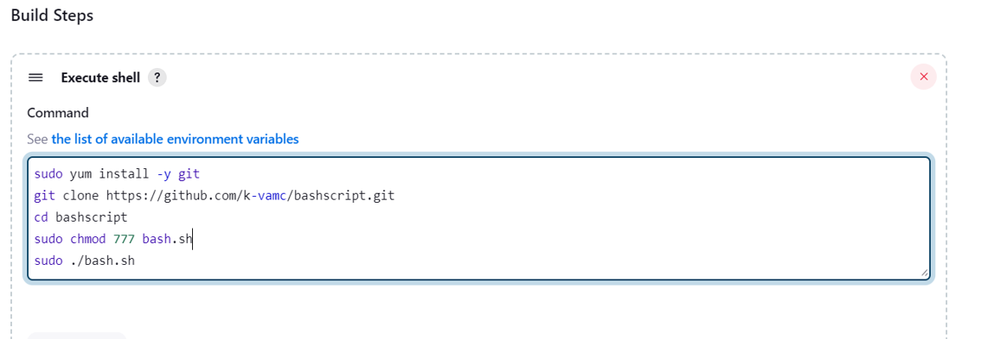 Build Steps
Execute shell ?
Command
See the list of available environment variables
sudo yum install -y git
git clone https://github.com/k-vamc/bashscript.git
cd bashscript
sudo chmod 777 bash.sh
sudo ./bash.sh